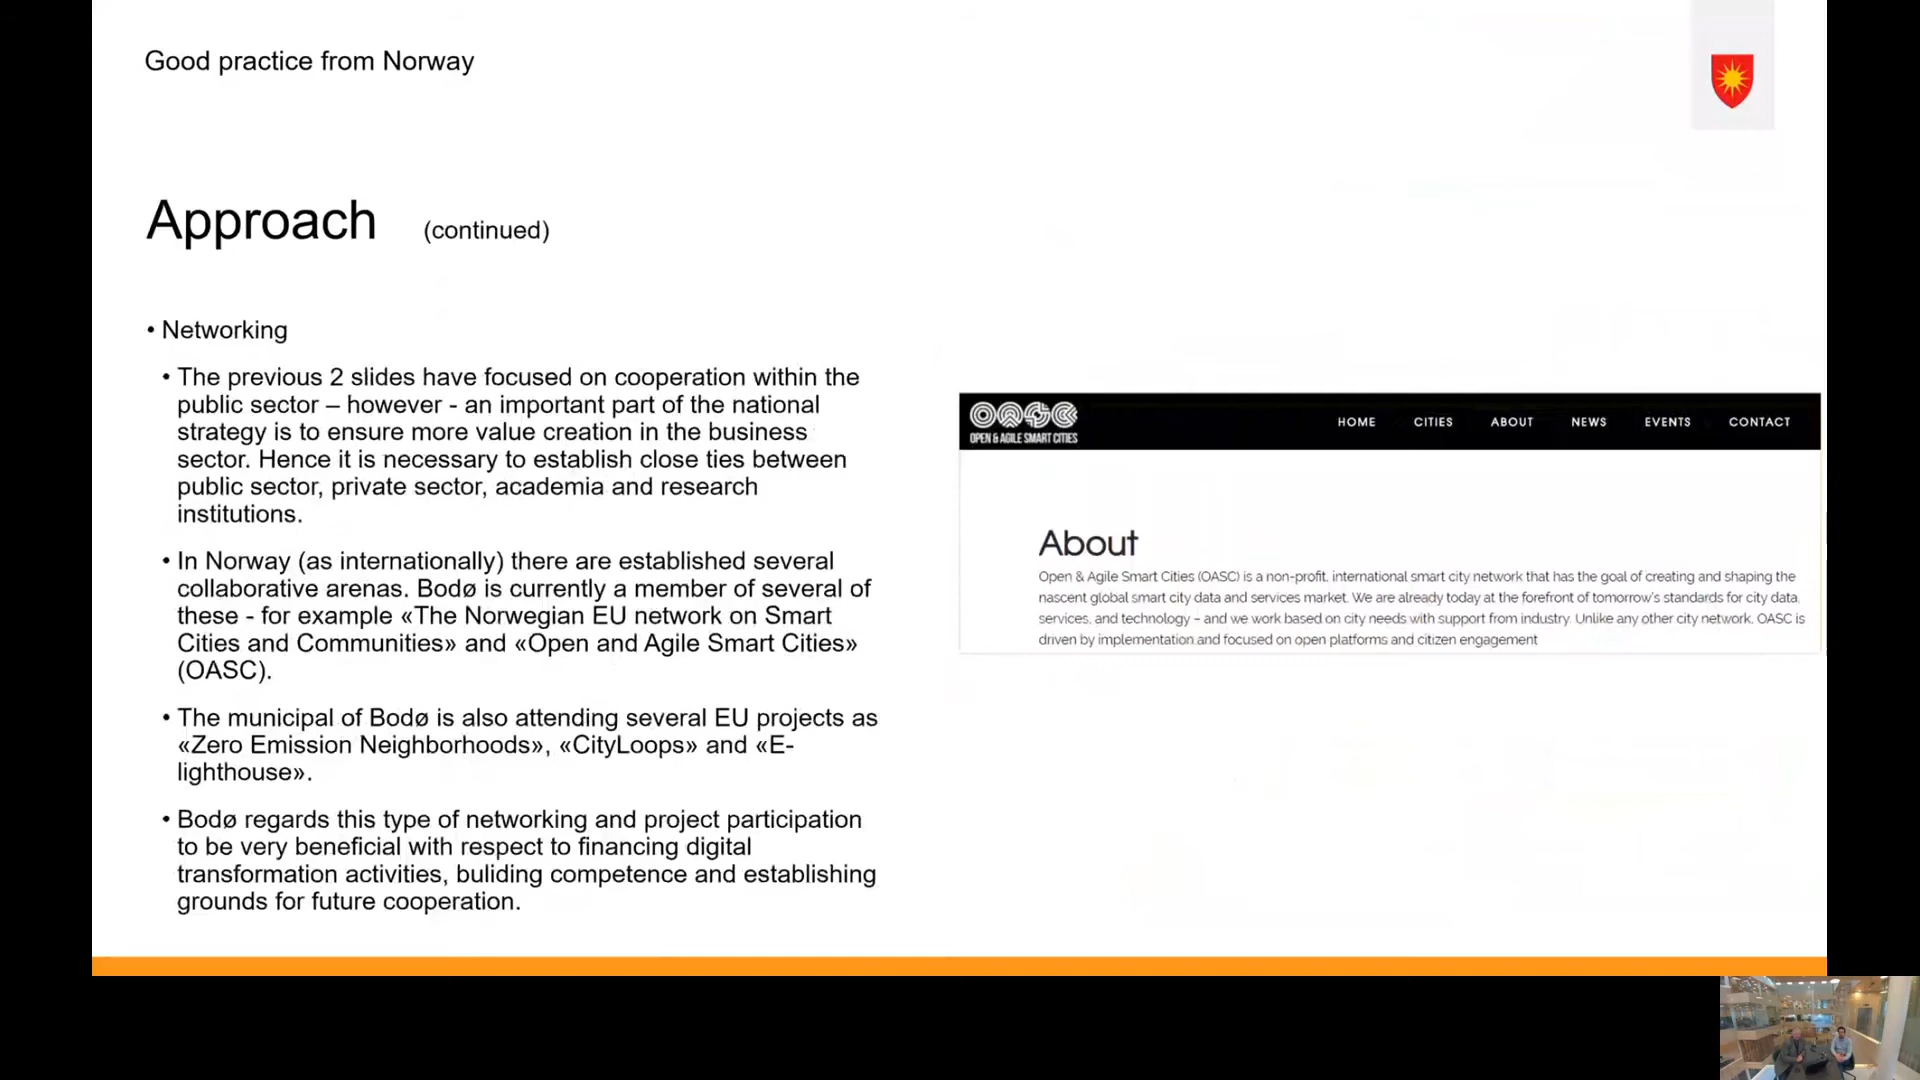 Good practice from Norway
Approach (continued)
• Networking
• The previous 2 slides have focused on cooperation within the
public sector – however - an important part of the national
strategy is to ensure more value creation in the business
sector. Hence it is necessary to establish close ties between
public sector, private sector, academia and research
institutions.
• In Norway (as internationally) there are established several
collaborative arenas. Bodø is currently a member of several of
these - for example «The Norwegian EU network on Smart
Cities and Communities» and «Open and Agile Smart Cities»
(OASC).
• The municipal of Bodø is also attending several EU projects as
«Zero Emission Neighborhoods», «CityLoops» and «E-
lighthouse».
• Bodø regards this type of networking and project participation
to be very beneficial with respect to financing digital
transformation activities, buliding competence and establishing
grounds for future cooperation.
OASC
OPEN & AGILE SMART CITIES
HOME CITIES ABOUT NEWS EVENTS CONTACT
About
Open & Agile Smart Cities (OASC) is a non-profit, international smart city network that has the goal of creating and shaping the
nascent global smart city data and services market. We are already today at the forefront of tomorrow's standards for city data,
services, and technology – and we work based on city needs with support from industry. Unlike any other city network, OASC is
driven by implementation and focused on open platforms and citizen engagement